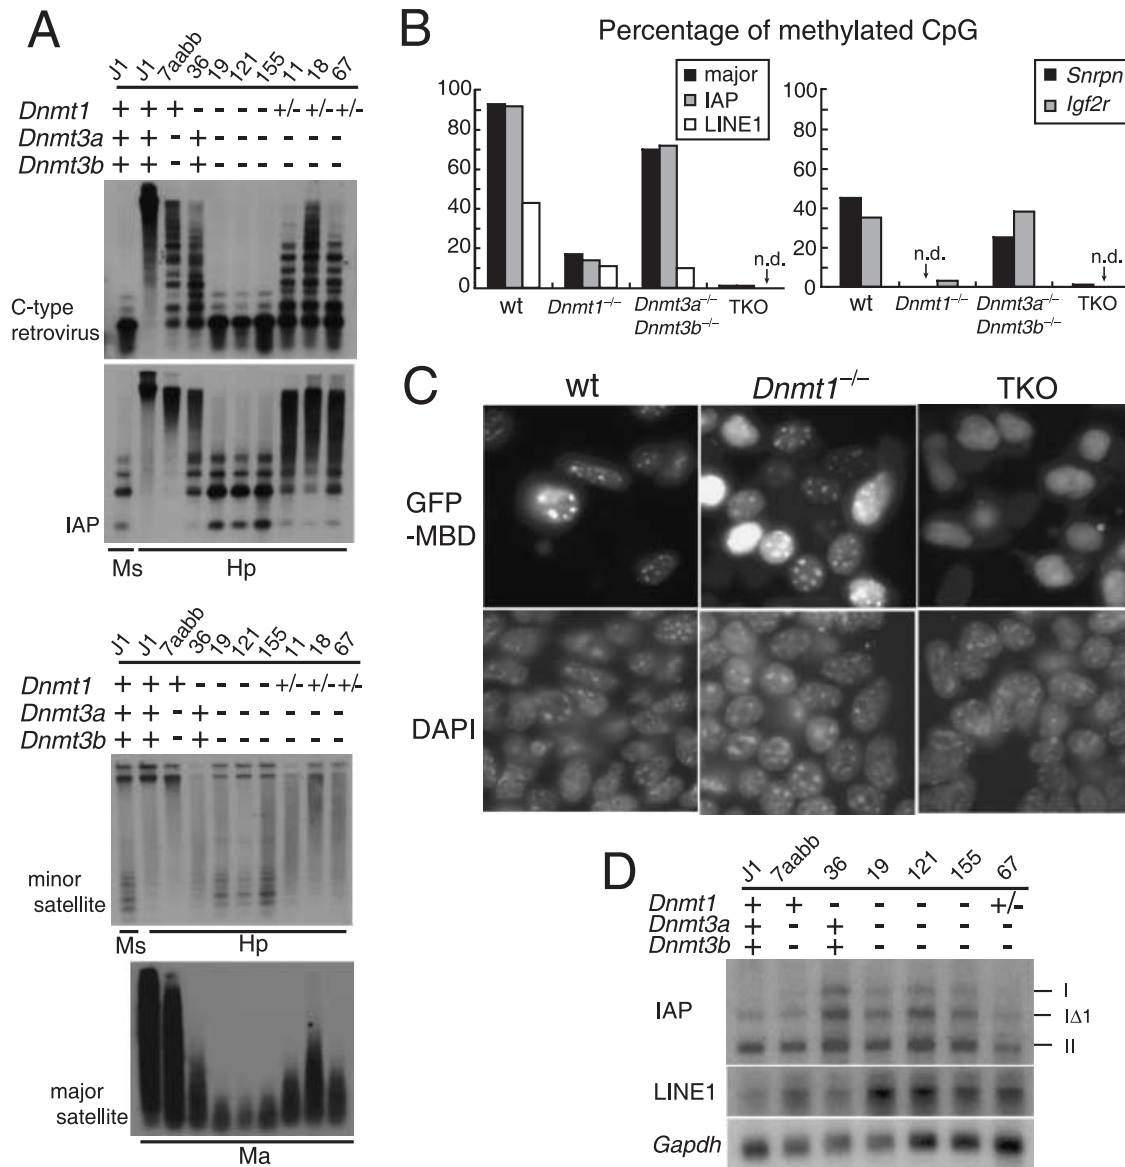 A
J1 J1 7aabb 36 19 121 155 11 18 67
Dnmt1 + + + - - - - +/- +/- +/-
Dnmt3a + + - + - - - - - -
Dnmt3b + + - + - - - - - -
C-type
retrovirus
IAP
Ms Hp
J1 J1 7aabb 36 19 121 155 11 18 67
Dnmt1 + + + - - - - +/- +/- +/-
Dnmt3a + + - + - - - - - -
Dnmt3b + + - + - - - - - -
minor
satellite
Ms Hp
major
satellite
Ma
B
Percentage of methylated CpG
major
IAP
LINE1
100
80
60
40
20
0
n.d.
wt Dnmt1–/– Dnmt3a–/– TKO
Dnmt3b–/–
Snrpn
Igf2r
100
80
60
40
20
0
n.d. n.d.
wt Dnmt1–/– Dnmt3a–/– TKO
Dnmt3b–/–
C
wt Dnmt1–/– TKO
GFP
-MBD
DAPI
D
J1 7aabb 36 19 121 155 67
Dnmt1 + + - - - - +/-
Dnmt3a + - + - - - -
Dnmt3b + - + - - - -
IAP
I
IΔ1
II
LINE1
Gapdh